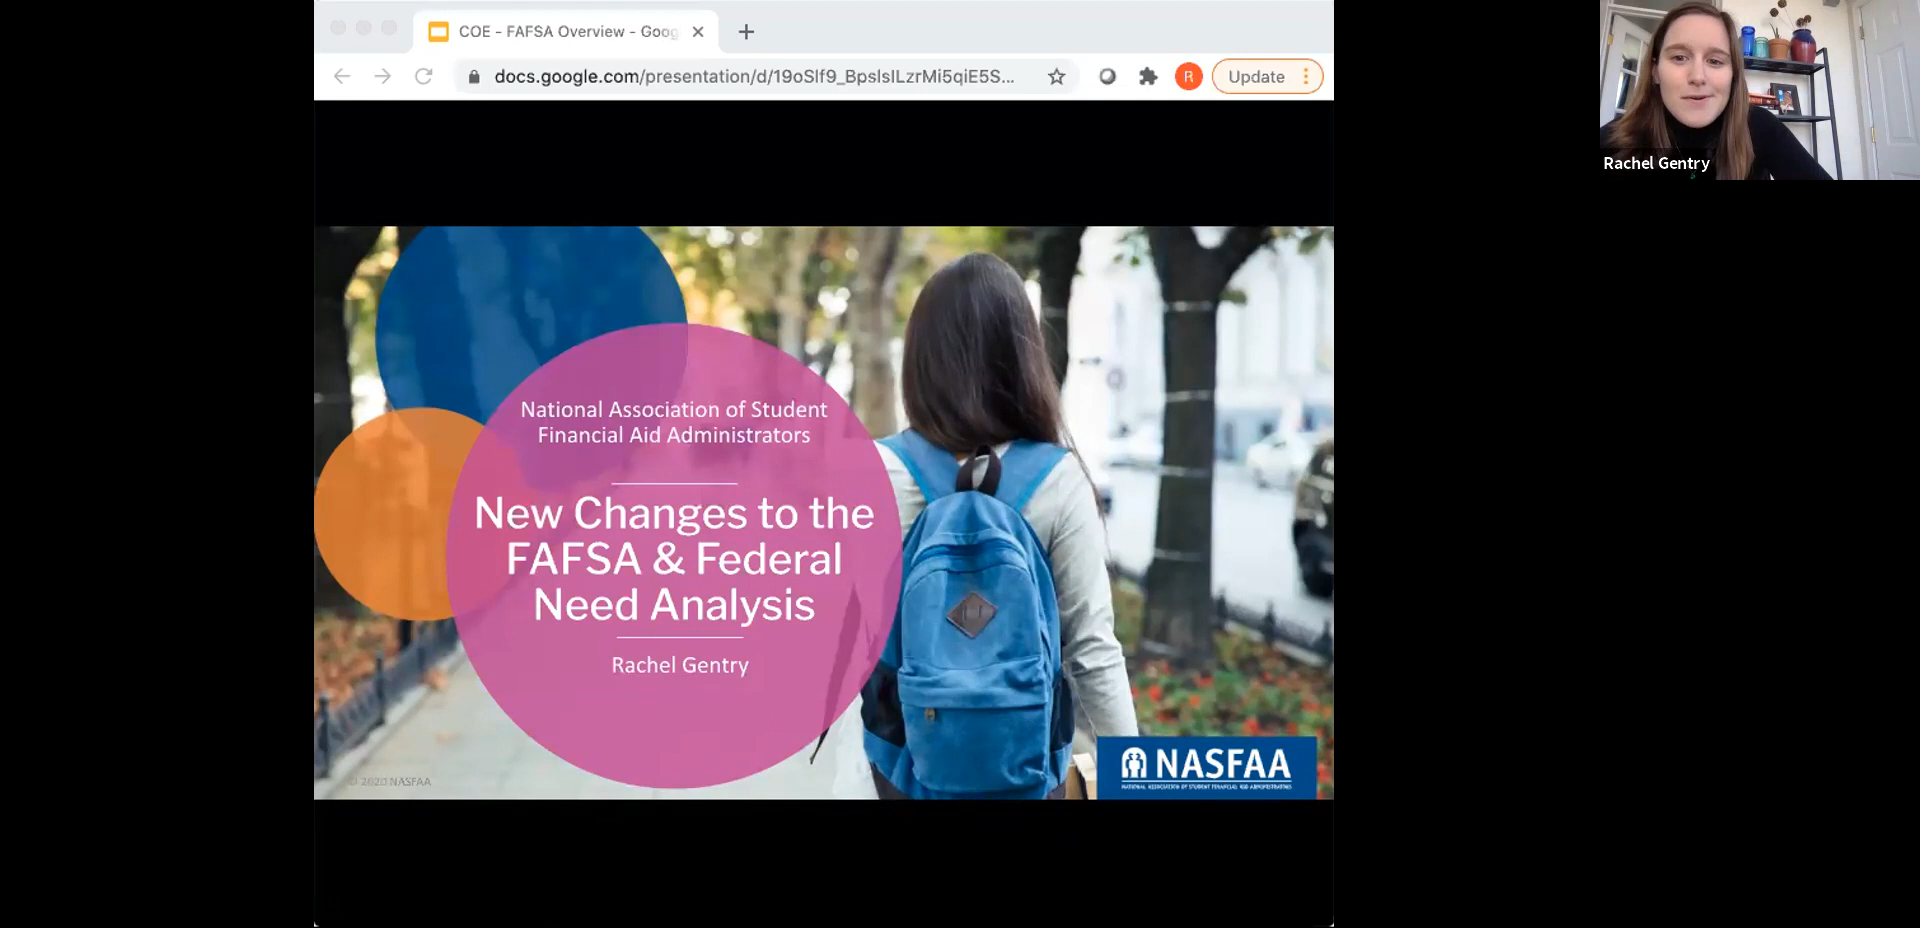 COE - FAFSA Overview - Goog
docs.google.com/presentation/d/19oSlf9_BpslsILzrMi5qiE5S...
R
Update
Rachel Gentry
National Association of Student
Financial Aid Administrators
New Changes to the
FAFSA & Federal
Need Analysis
Rachel Gentry
© 2020 NASFAA
NASFAA
NATIONAL ASSOCIATION OF STUDENT FINANCIAL AID ADMINISTRATORS